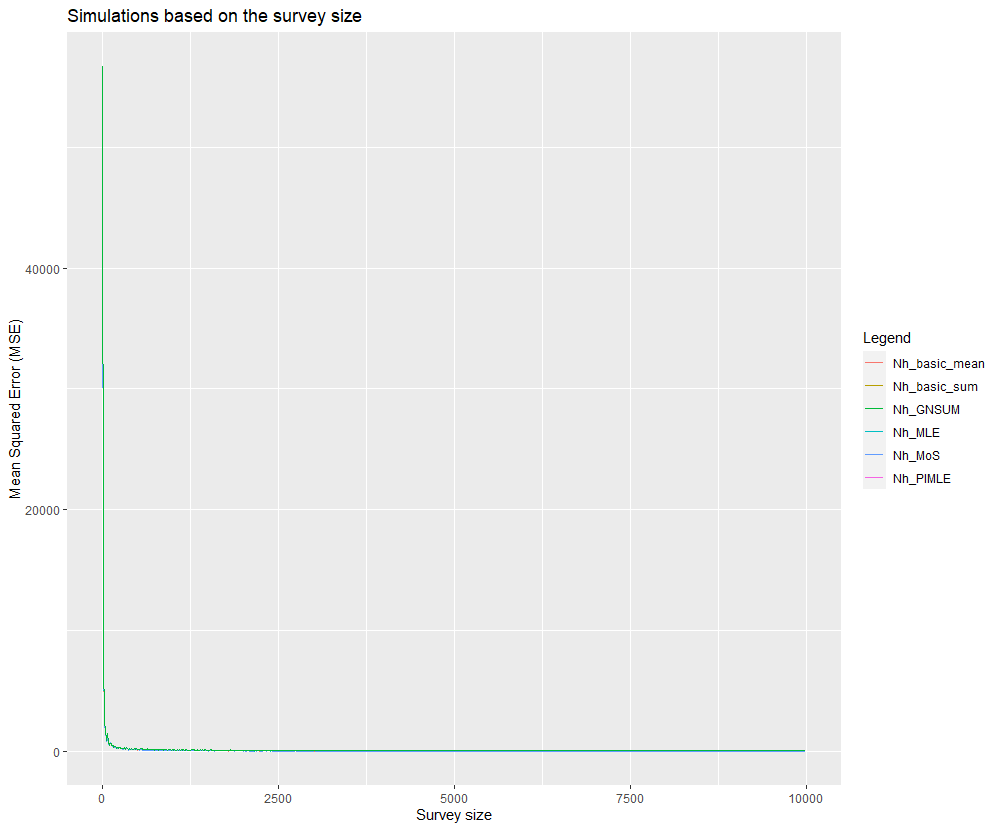 Simulations based on the survey size
Mean Squared Error (MSE)
40000
20000
0
0
2500
5000
7500
10000
Survey size
Legend
Nh_basic_mean
Nh_basic_sum
Nh_GNSUM
Nh_MLE
Nh_MoS
Nh_PIMLE